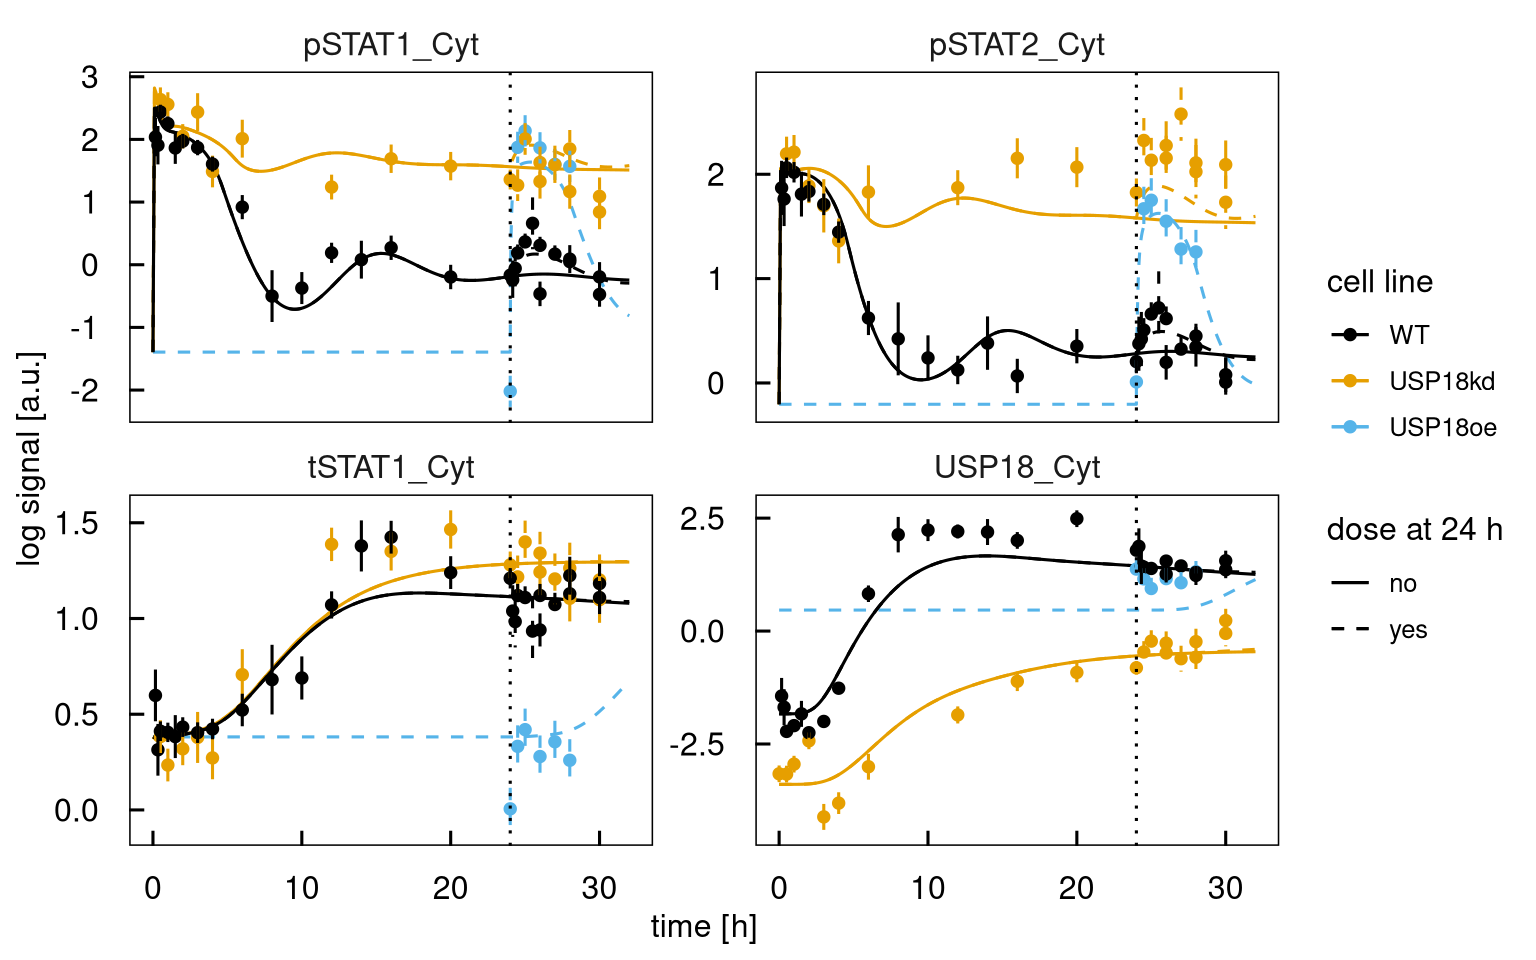 pSTAT1_Cyt
pSTAT2_Cyt
3
2
1
0
-1
-2
2
1
0
tSTAT1_Cyt
USP18_Cyt
1.5
1.0
0.5
0.0
2.5
0.0
-2.5
0
10
20
30
0
10
20
30
time [h]
log signal [a.u.]
cell line
WT
USP18kd
USP18oe
dose at 24 h
no
yes